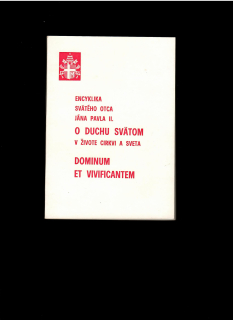 ENCYKLIKA
SVÄTÉHO OTCA
JÁNA PAVLA II.
O DUCHU SVÄTOM
V ŽIVOTE CIRKVI A SVETA
DOMINUM
ET VIVIFICANTEM